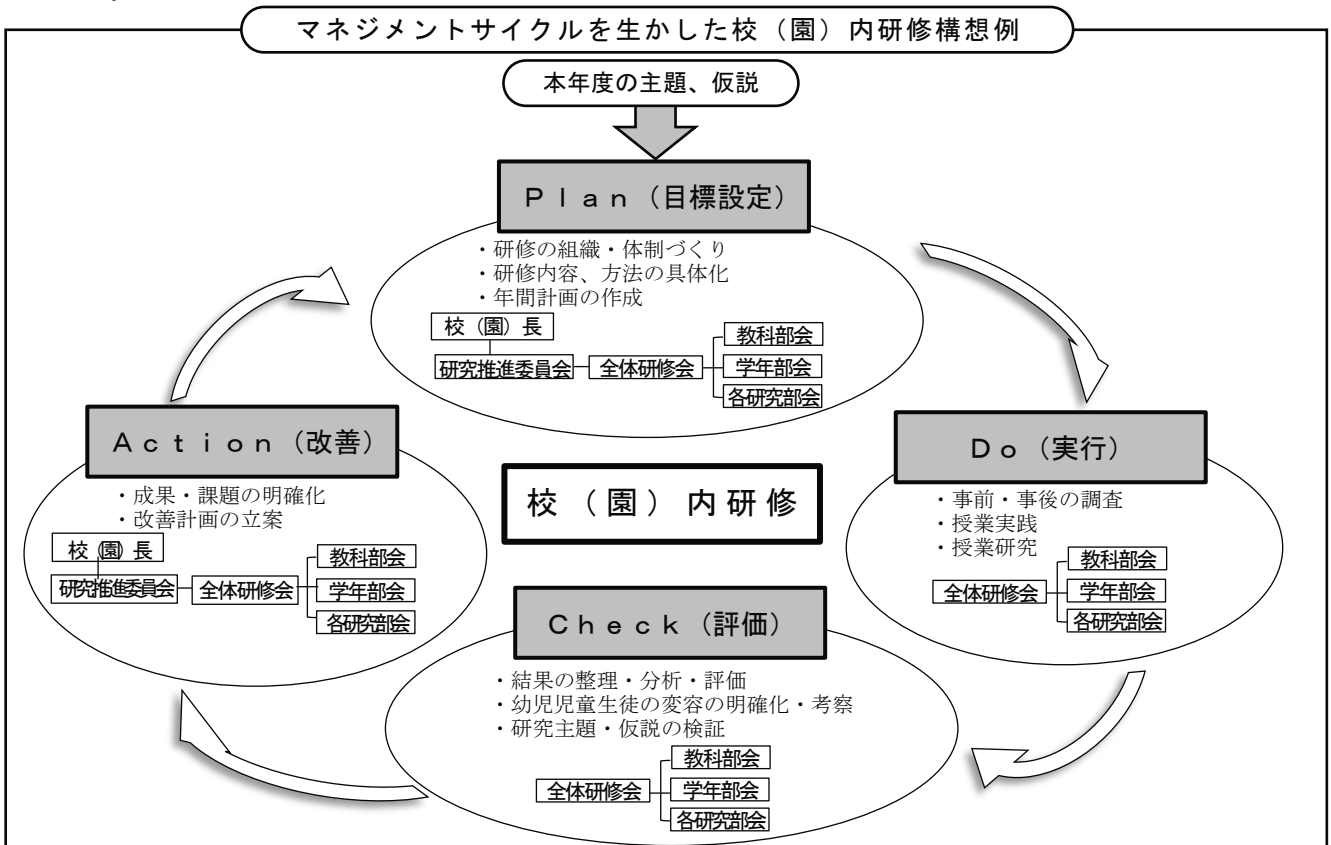 マネジメントサイクルを生かした校（園）内研修構想例
本年度の主題、仮説
Ｐｌａｎ（目標設定）
・研修の組織・体制づくり
・研修内容、方法の具体化
・年間計画の作成
校（園）長
研究推進委員会
全体研修会
教科部会
学年部会
各研究部会
Ａｃｔｉｏｎ（改善）
・成果・課題の明確化
・改善計画の立案
校（園）長
研究推進委員会
全体研修会
教科部会
学年部会
各研究部会
校（園）内研修
Ｄｏ（実行）
・事前・事後の調査
・授業実践
・授業研究
全体研修会
教科部会
学年部会
各研究部会
Ｃｈｅｃｋ（評価）
・結果の整理・分析・評価
・幼児児童生徒の変容の明確化・考察
・研究主題・仮説の検証
全体研修会
教科部会
学年部会
各研究部会